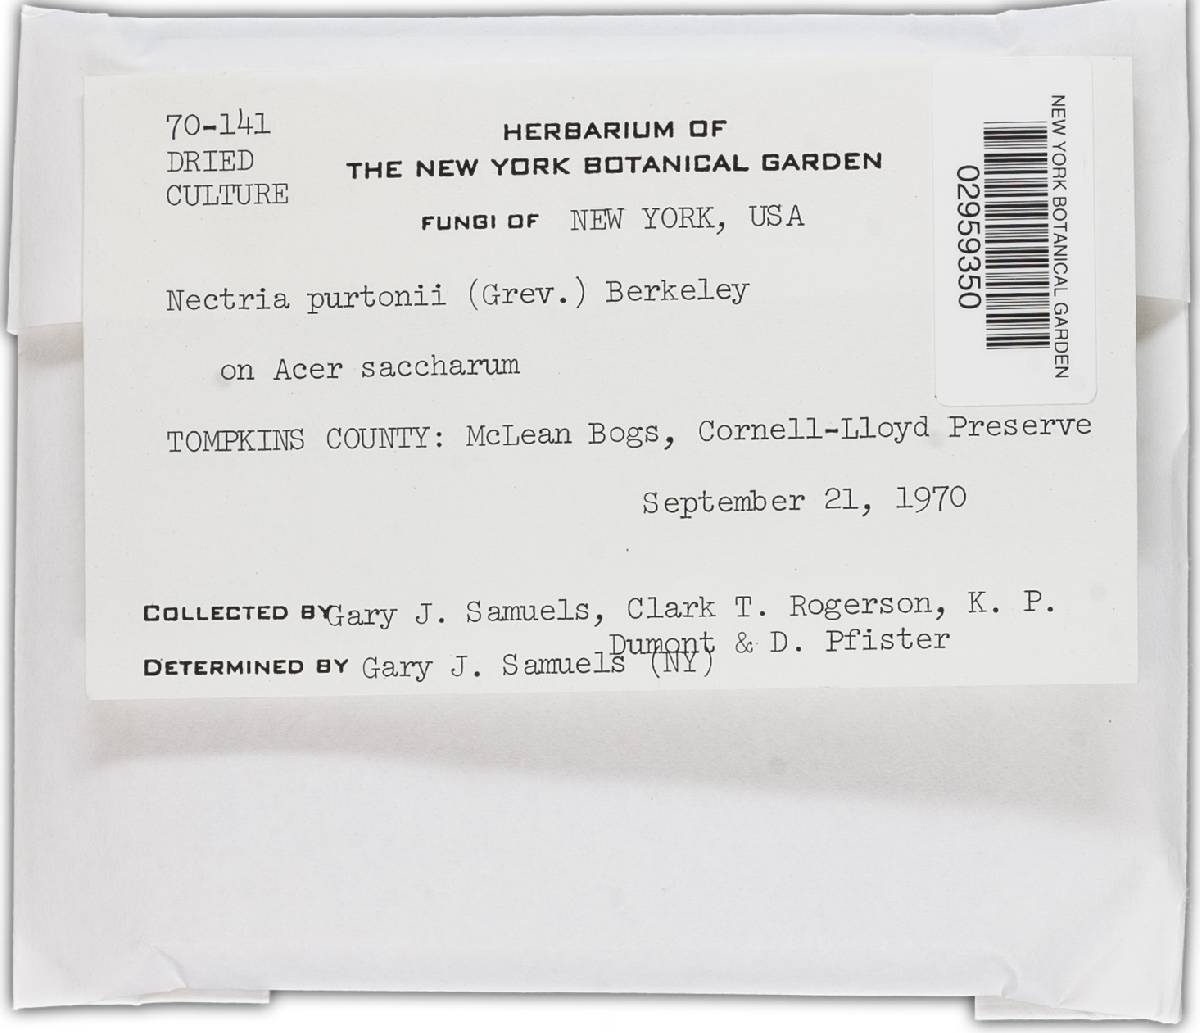 70-141
DRIED
CULTURE
HERBARIUM OF
THE NEW YORK BOTANICAL GARDEN
FUNGI OF NEW YORK, USA
Nectria purtonii (Grev.) Berkeley
on Acer saccharum
TOMPKINS COUNTY: McLean Bogs, Cornell-Lloyd Preserve
September 21, 1970
COLLECTED BY Gary J. Samuels, Clark T. Rogerson, K. P.
Dumont & D. Pfister
DETERMINED BY Gary J. Samuels (NY)
NEW YORK BOTANICAL GARDEN
02959350